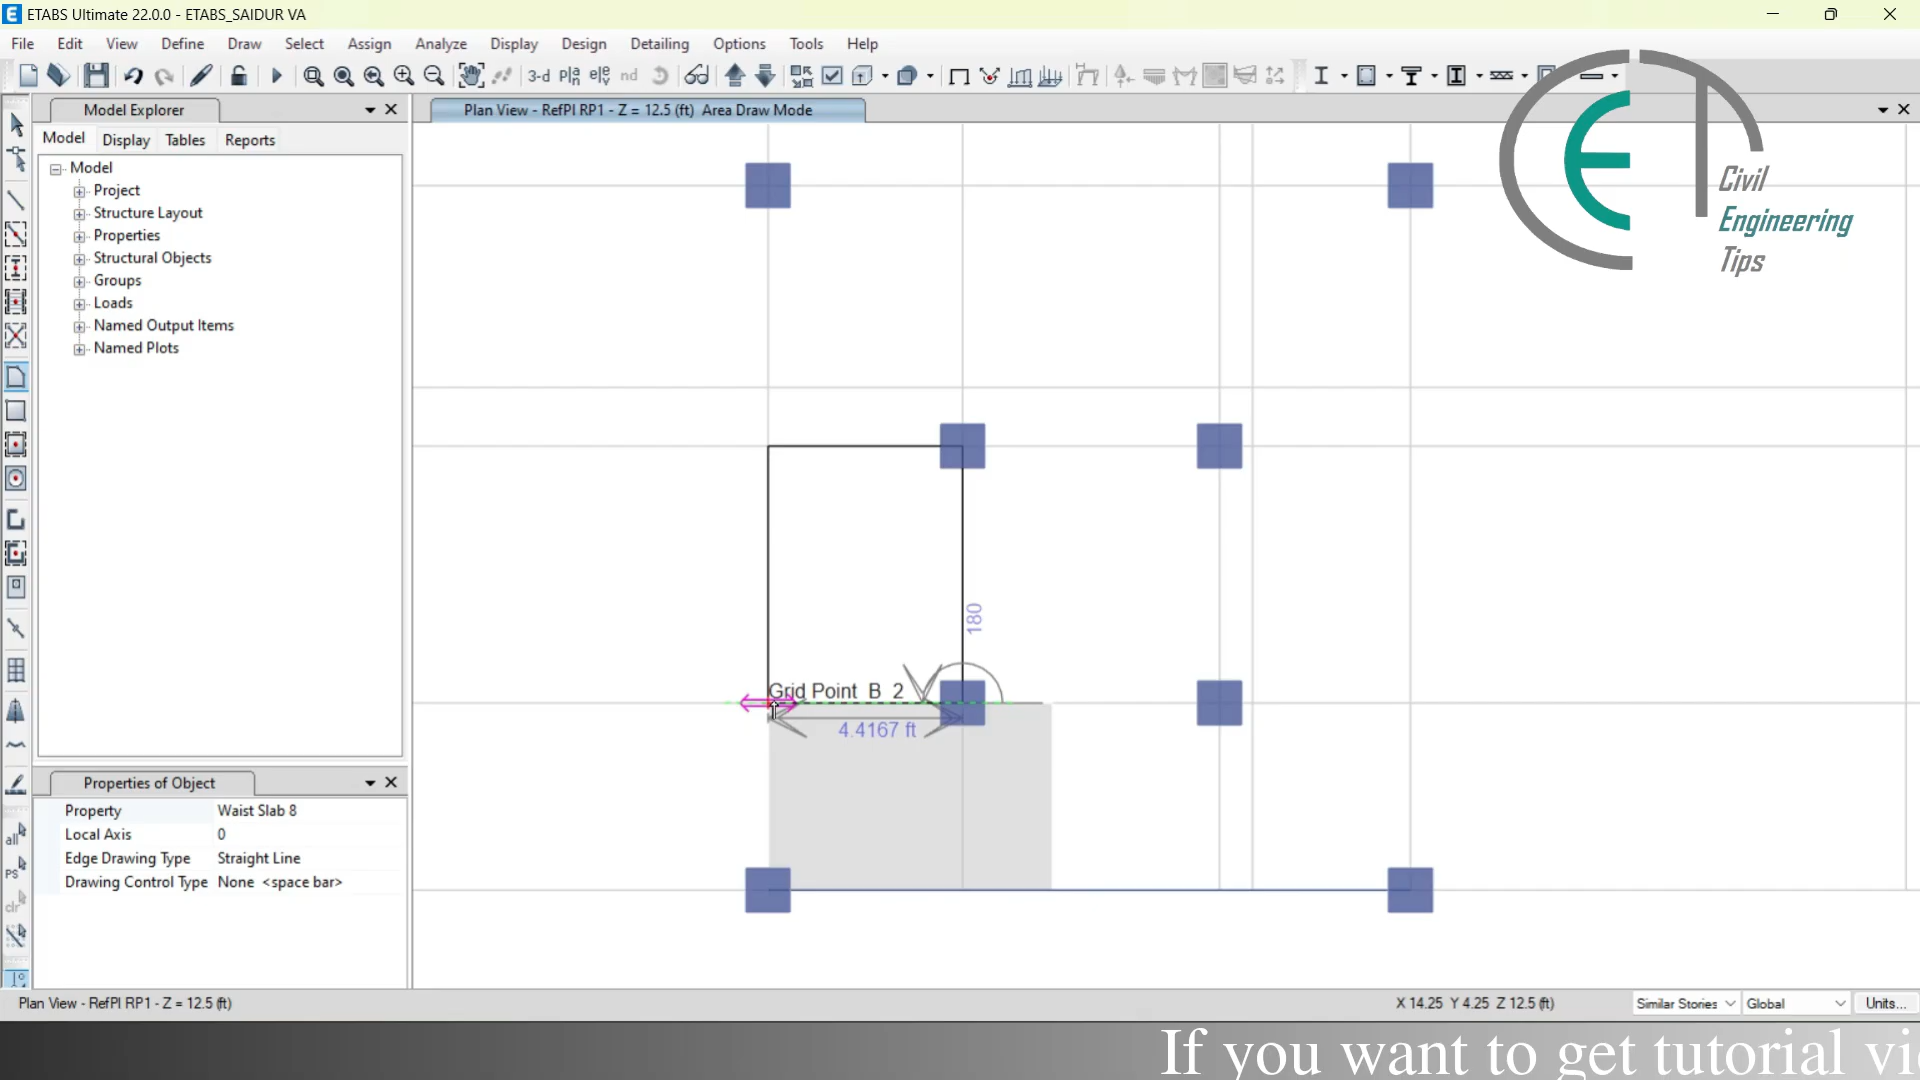 ETABS Ultimate 22.0.0 - ETABS_SAIDUR VA
File Edit View Define Draw Select Assign Analyze Display Design Detailing Options Tools Help
3-d nd
Model Explorer
Plan View - RefPl RP1 - Z = 12.5 (ft) Area Draw Mode
Model Display Tables Reports
Model
Project
Structure Layout
Properties
Structural Objects
Groups
Loads
Named Output Items
Named Plots
Civil
Engineering
Tips
180
Grid Point B 2
4.4167 ft
Properties of Object
Property Waist Slab 8
Local Axis 0
Edge Drawing Type Straight Line
Drawing Control Type None <space bar>
all
PS
clr
Plan View - RefPl RP1 - Z = 12.5 (ft)
X 14.25 Y 4.25 Z 12.5 (ft)
Similar Stories
Global
Units...
If you want to get tutorial vi